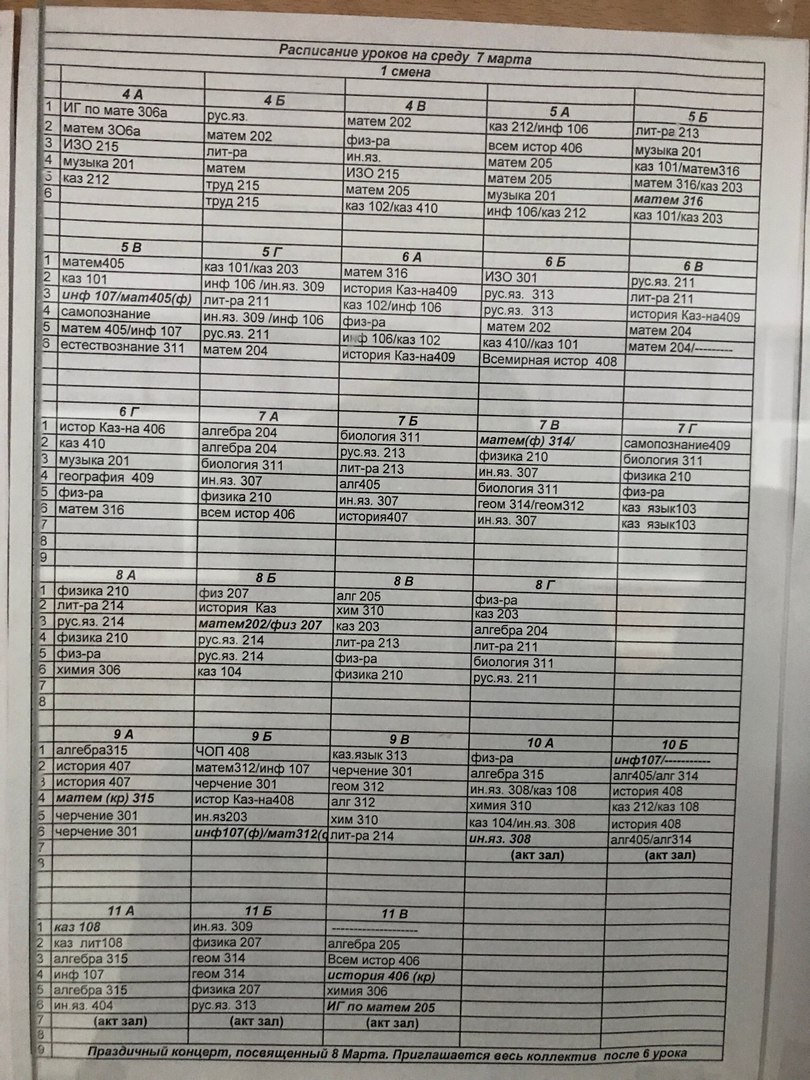 Расписание уроков на среду 7 марта
1 смена
4 А 4 Б 4 В 5 А 5 Б
1 ИГ по мате 306а рус.яз. матем 202 каз 212/инф 106 лит-ра 213
2 матем 3О6а матем 202 физ-ра всем истор 406 музыка 201
3 ИЗО 215 лит-ра ин.яз. матем 205 каз 101/матем316
4 музыка 201 матем ИЗО 215 матем 205 матем 316/каз 203
5 каз 212 труд 215 матем 205 музыка 201 матем 316
6 труд 215 каз 102/каз 410 инф 106/каз 212 каз 101/каз 203
5 В 5 Г 6 А 6 Б 6 В
1 матем405 каз 101/каз 203 матем 316 ИЗО 301 рус.яз. 211
2 каз 101 инф 106 /ин.яз. 309 история Каз-на409 рус.яз. 313 лит-ра 211
3 инф 107/мат405(ф) лит-ра 211 каз 102/инф 106 рус.яз. 313 история Каз-на409
4 самопознание ин.яз. 309 /инф 106 физ-ра матем 202 матем 204
5 матем 405/инф 107 рус.яз. 211 инф 106/каз 102 каз 410//каз 101 матем 204/---------
6 естествознание 311 матем 204 история Каз-на409 Всемирная истор 408
6 Г 7 А 7 Б 7 В 7 Г
1 истор Каз-на 406 алгебра 204 биология 311 матем(ф) 314/ самопознание409
2 каз 410 алгебра 204 рус.яз. 213 физика 210 биология 311
3 музыка 201 биология 311 лит-ра 213 ин.яз. 307 физика 210
4 география 409 ин.яз. 307 алг405 биология 311 физ-ра
5 физ-ра физика 210 ин.яз. 307 геом 314/геом312 каз язык103
6 матем 316 всем истор 406 история407 ин.яз. 307 каз язык103
7
8
9
8 А 8 Б 8 В 8 Г
1 физика 210 физ 207 алг 205 физ-ра
2 лит-ра 214 история Каз хим 310 каз 203
3 рус.яз. 214 матем202/физ 207 каз 203 алгебра 204
4 физика 210 рус.яз. 214 лит-ра 213 лит-ра 211
5 физ-ра рус.яз. 214 физ-ра биология 311
6 химия 306 каз 104 физика 210 рус.яз. 211
7
8
9 А 9 Б 9 В 10 А 10 Б
1 алгебра315 ЧОП 408 каз.язык 313 физ-ра инф107/-----------
2 история 407 матем312/инф 107 черчение 301 алгебра 315 алг405/алг 314
3 история 407 черчение 301 геом 312 ин.яз. 308/каз 108 история 408
4 матем (кр) 315 истор Каз-на408 алг 312 химия 310 каз 212/каз 108
5 черчение 301 ин.яз203 хим 310 каз 104/ин.яз. 308 история 408
6 черчение 301 инф107(ф)/мат312(ф лит-ра 214 ин.яз. 308 алг405/алг314
7 (акт зал) (акт зал)
8
11 А 11 Б 11 В
1 каз 108 ин.яз. 309 --------------------
2 каз лит108 физика 207 алгебра 205
3 алгебра 315 геом 314 Всем истор 406
4 инф 107 геом 314 история 406 (кр)
5 алгебра 315 физика 207 химия 306
6 ин.яз. 404 рус.яз. 313 ИГ по матем 205
7 (акт зал) (акт зал) (акт зал)
8
9 Праздичный концерт, посвященный 8 Марта. Приглашается весь коллектив после 6 урока